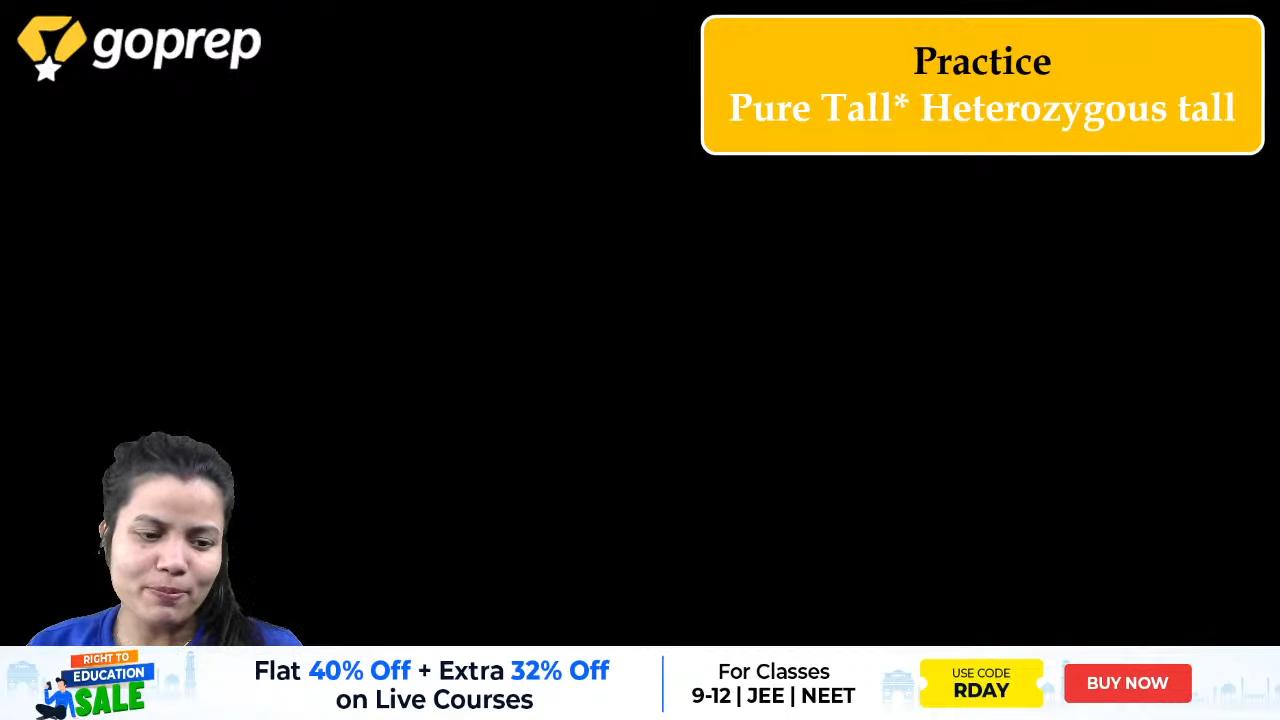 goprep
Practice
Pure Tall* Heterozygous tall
RIGHT TO
EDUCATION
SALE
Flat 40% Off + Extra 32% Off
on Live Courses
For Classes
9-12 | JEE | NEET
USE CODE
RDAY
BUY NOW